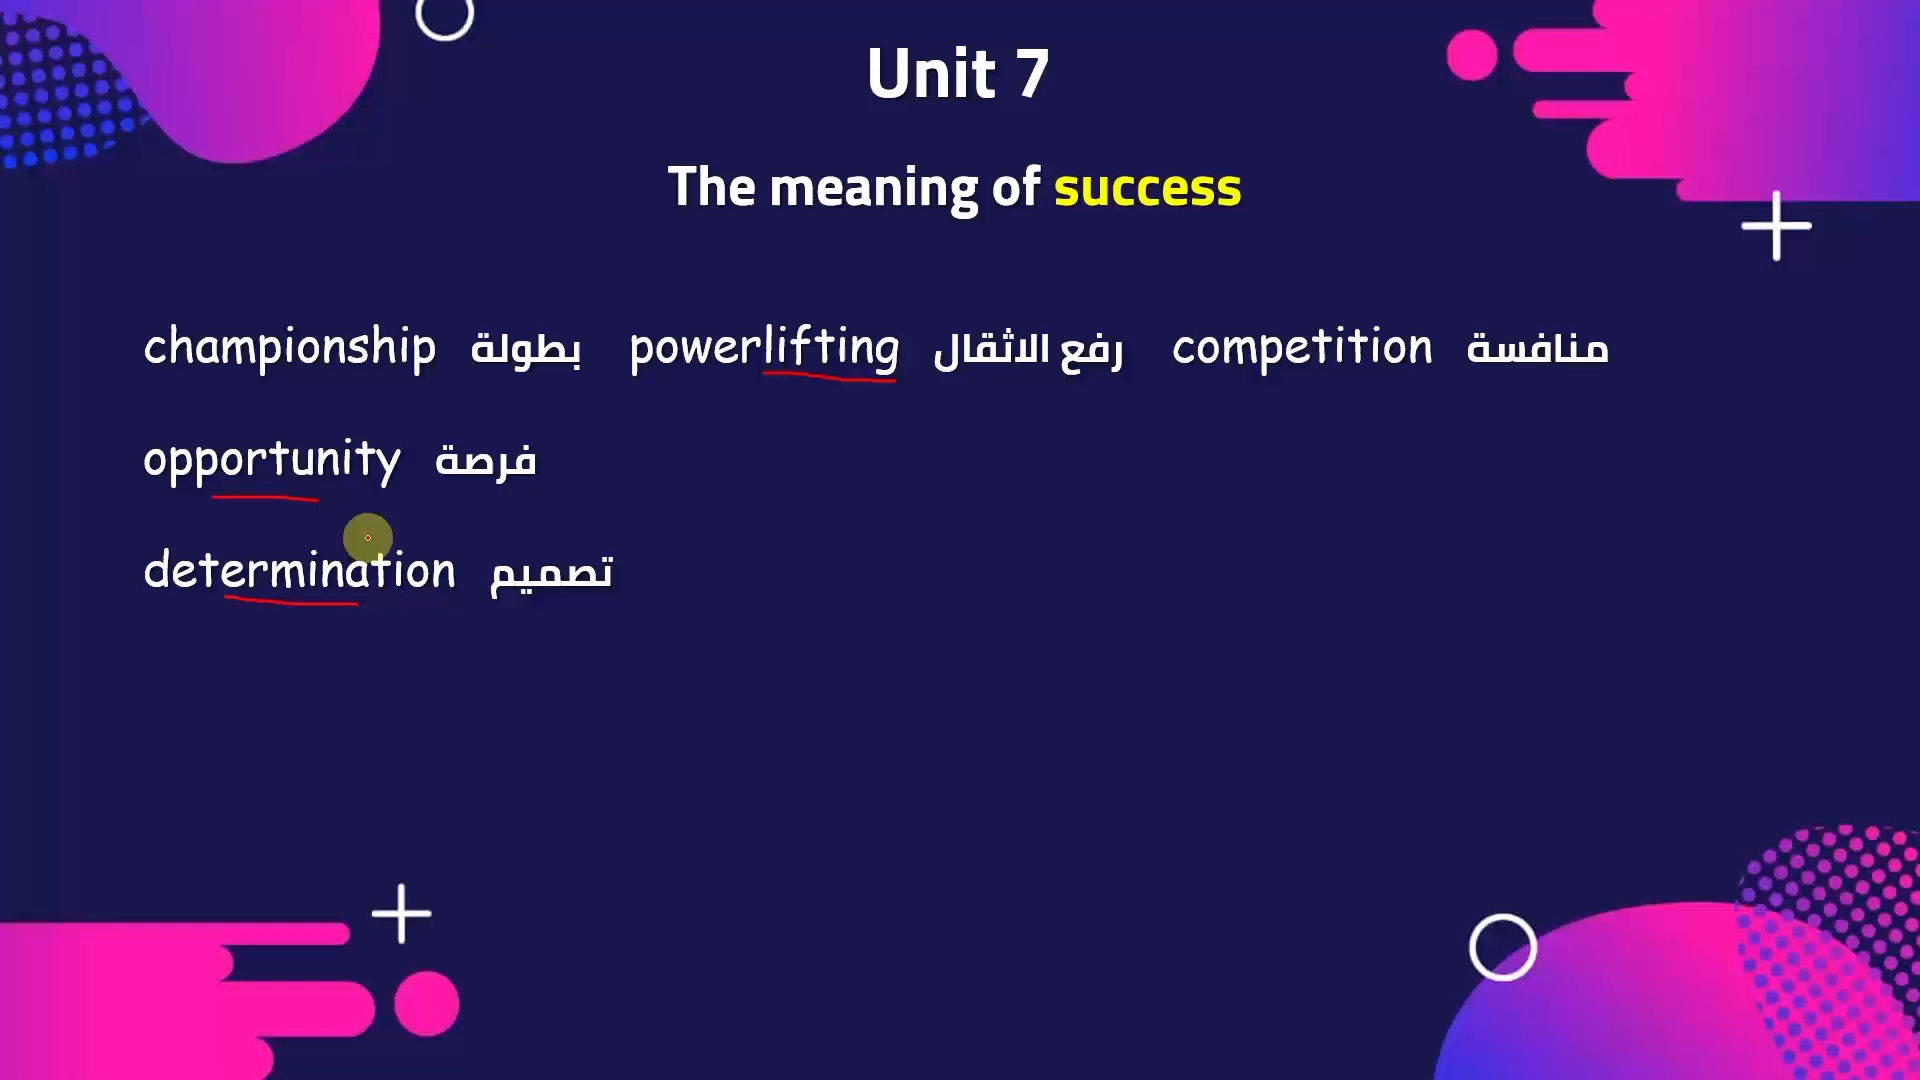 Unit 7
The meaning of success
championship بطولة powerlifting رفع الاثقال competition منافسة
opportunity فرصة
determination تصميم